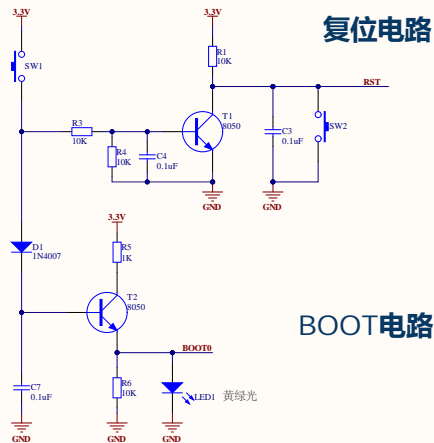 3.3V
3.3V
复位电路
R1
10K
SW1
RST
R3
10K
T1
8050
R4
10K
C4
0.1uF
C3
0.1uF
SW2
GND
GND
3.3V
D1
1N4007
R5
1K
T2
8050
BOOT电路
BOOT0
C7
0.1uF
R6
10K
LED1
黄绿光
GND
GND
GND